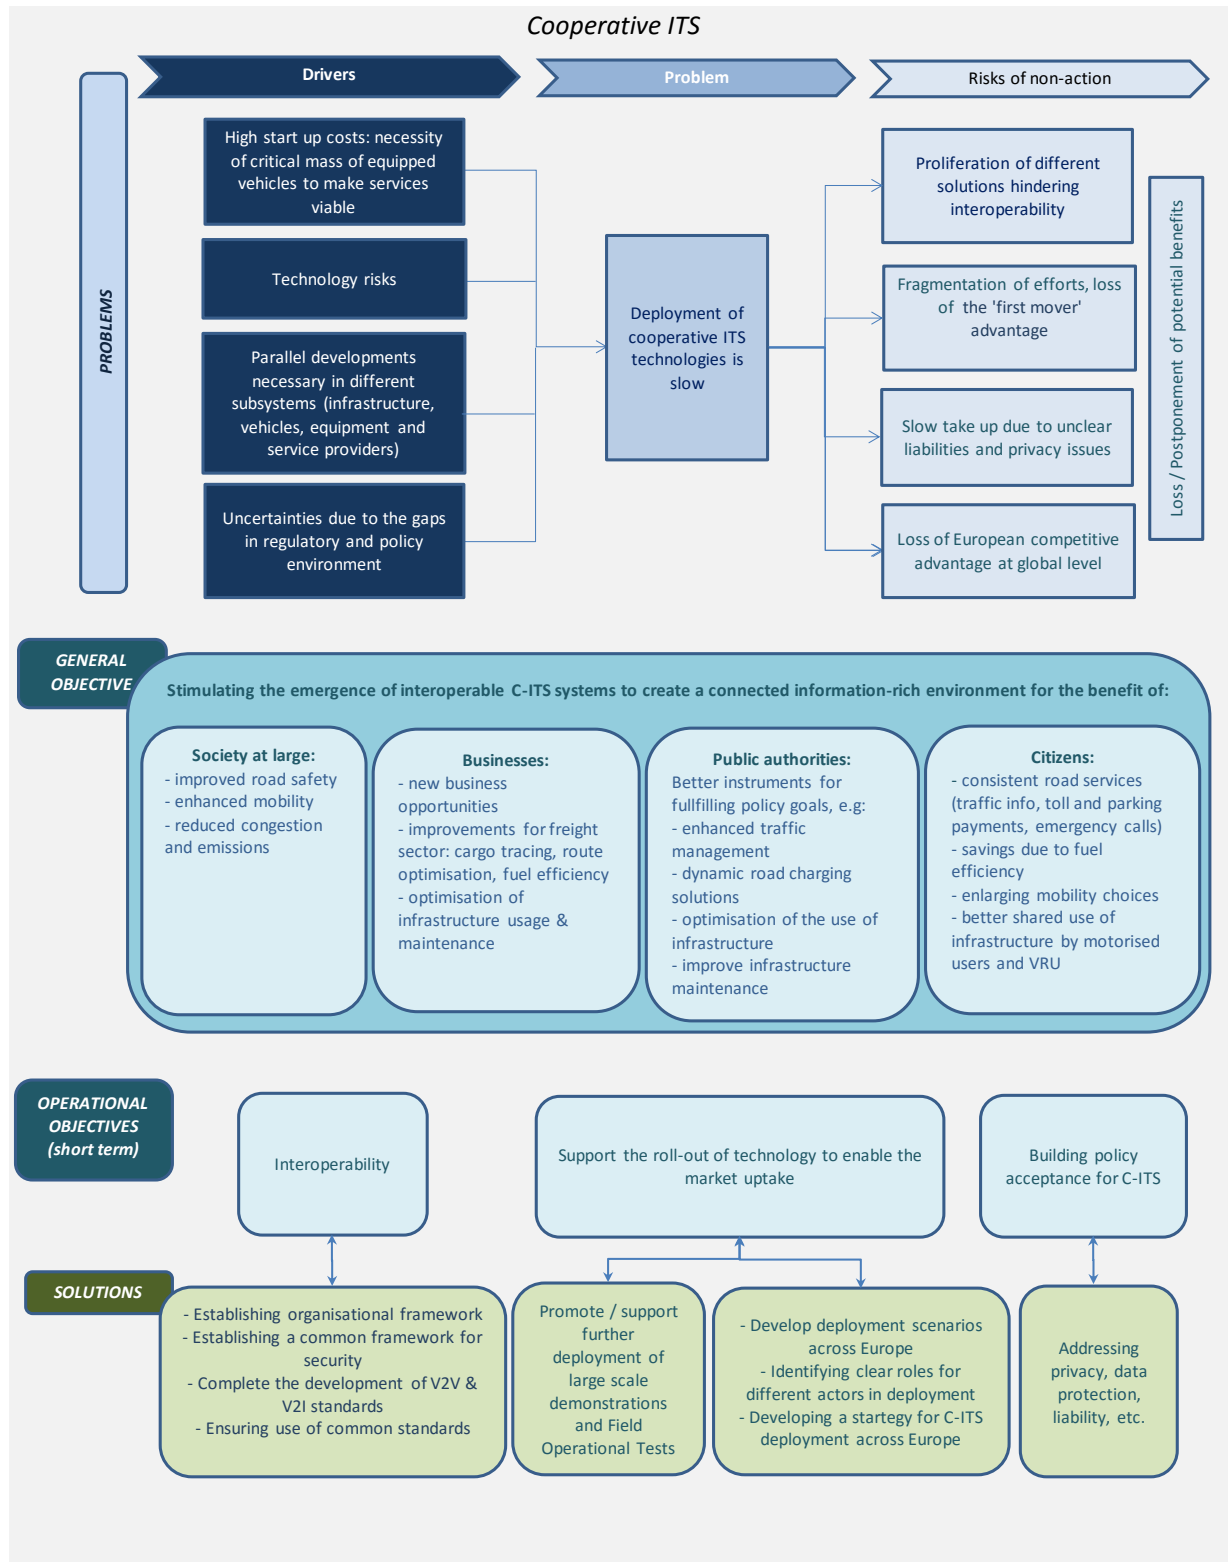 Cooperative ITS
Drivers
Problem
Risks of non-action
PROBLEMS
High start up costs: necessity
of critical mass of equipped
vehicles to make services
viable
Technology risks
Parallel developments
necessary in different
subsystems (infrastructure,
vehicles, equipment and
service providers)
Uncertainties due to the gaps
in regulatory and policy
environment
Deployment of
cooperative ITS
technologies is
slow
Proliferation of different
solutions hindering
interoperability
Fragmentation of efforts, loss
of the 'first mover'
advantage
Slow take up due to unclear
liabilities and privacy issues
Loss of European competitive
advantage at global level
Loss / Postponement of potential benefits
GENERAL
OBJECTIVE
Stimulating the emergence of interoperable C-ITS systems to create a connected information-rich environment for the benefit of:
Society at large:
- improved road safety
- enhanced mobility
- reduced congestion
and emissions
Businesses:
- new business
opportunities
- improvements for freight
sector: cargo tracing, route
optimisation, fuel efficiency
- optimisation of
infrastructure usage &
maintenance
Public authorities:
Better instruments for
fullfilling policy goals, e.g:
- enhanced traffic
management
- dynamic road charging
solutions
- optimisation of the use of
infrastructure
- improve infrastructure
maintenance
Citizens:
- consistent road services
(traffic info, toll and parking
payments, emergency calls)
- savings due to fuel
efficiency
- enlarging mobility choices
- better shared use of
infrastructure by motorised
users and VRU
OPERATIONAL
OBJECTIVES
(short term)
Interoperability
Support the roll-out of technology to enable the
market uptake
Building policy
acceptance for C-ITS
SOLUTIONS
- Establishing organisational framework
- Establishing a common framework for
security
- Complete the development of V2V &
V2I standards
- Ensuring use of common standards
Promote / support
further
deployment of
large scale
demonstrations
and Field
Operational Tests
- Develop deployment scenarios
across Europe
- Identifying clear roles for
different actors in deployment
- Developing a startegy for C-ITS
deployment across Europe
Addressing
privacy, data
protection,
liability, etc.